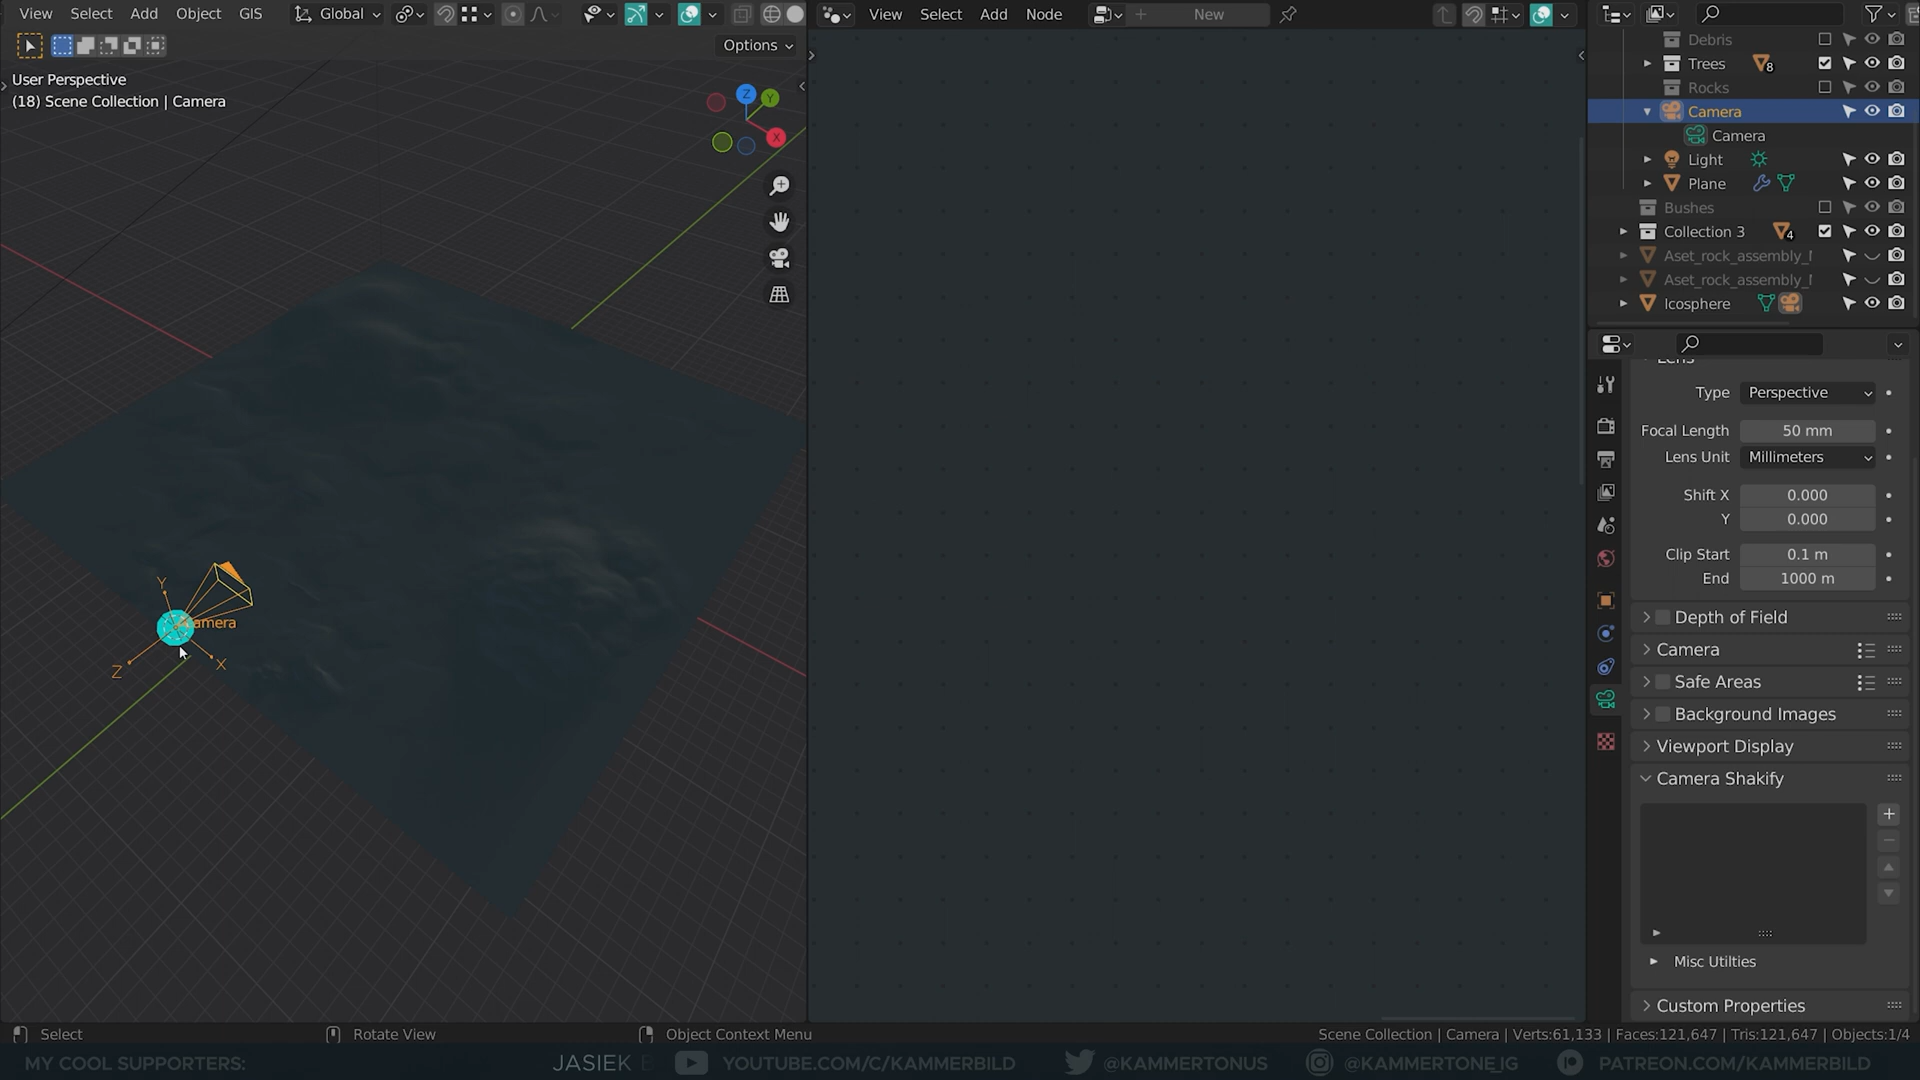 View Select Add Object GIS Global
Options
User Perspective
(18) Scene Collection | Camera
Z
Y
X
Y
Camera
Z
X
View Select Add Node New
Debris
Trees 8
Rocks
Camera
Camera
Light
Plane
Bushes
Collection 3 4
Aset_rock_assembly_
Aset_rock_assembly_
Icosphere
Lens
Type Perspective
Focal Length 50 mm
Lens Unit Millimeters
Shift X 0.000
Y 0.000
Clip Start 0.1 m
End 1000 m
Depth of Field
Camera
Safe Areas
Background Images
Viewport Display
Camera Shakify
Misc Utilties
Custom Properties
Select Rotate View Object Context Menu Scene Collection | Camera | Verts:61,133 | Faces:121,647 | Tris:121,647 | Objects:1/4
MY COOL SUPPORTERS: JASIEK YOUTUBE.COM/C/KAMMERBILD @KAMMERTONUS @KAMMERTONE_IG PATREON.COM/KAMMERBILD